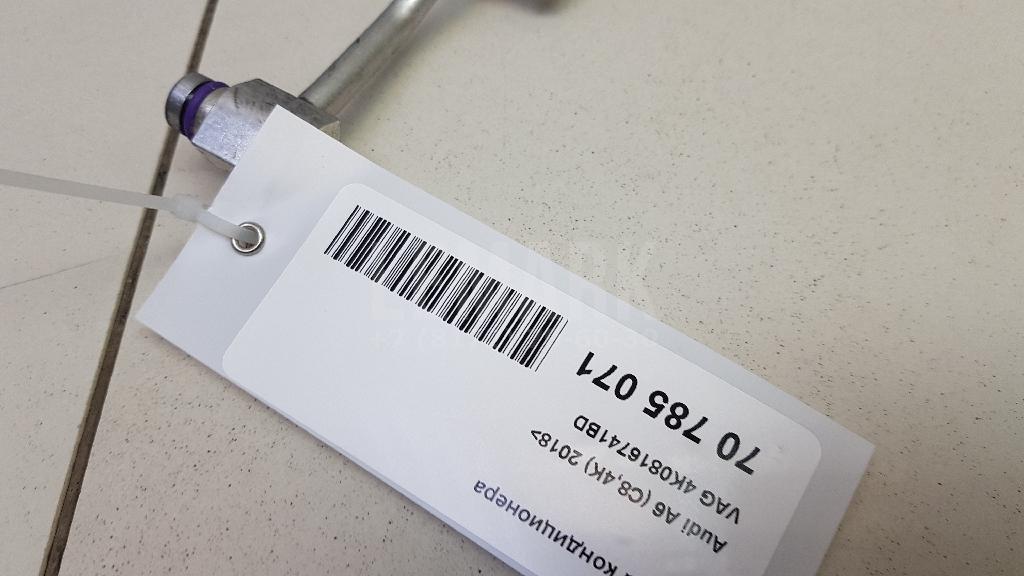 70 785 071
VAG 4K0816741BD
Audi A6 (C8,4K) 2018>
кондиционера